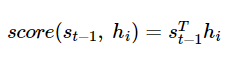 score(s_{t-1}, h_i) = s_{t-1}^T h_i